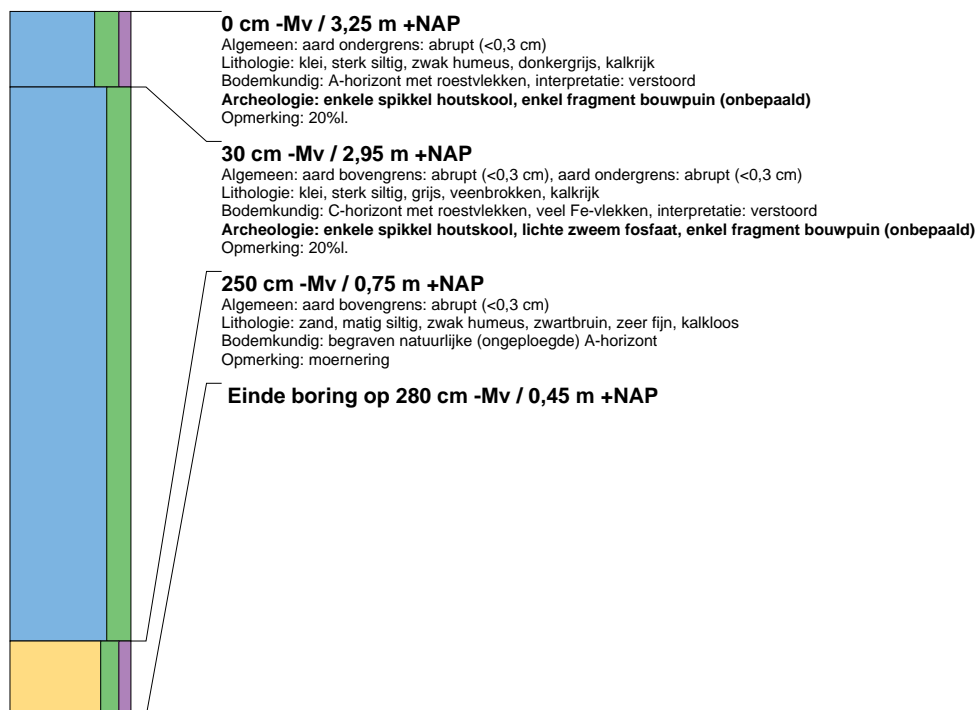 0 cm -Mv / 3,25 m +NAP
Algemeen: aard ondergrens: abrupt (<0,3 cm)
Lithologie: klei, sterk siltig, zwak humeus, donkergrijs, kalkrijk
Bodemkundig: A-horizont met roestvlekken, interpretatie: verstoord
Archeologie: enkele spikkel houtskool, enkel fragment bouwpuin (onbepaald)
Opmerking: 20%l.
30 cm -Mv / 2,95 m +NAP
Algemeen: aard bovengrens: abrupt (<0,3 cm), aard ondergrens: abrupt (<0,3 cm)
Lithologie: klei, sterk siltig, grijs, veenbrokken, kalkrijk
Bodemkundig: C-horizont met roestvlekken, veel Fe-vlekken, interpretatie: verstoord
Archeologie: enkele spikkel houtskool, lichte zweem fosfaat, enkel fragment bouwpuin (onbepaald)
Opmerking: 20%l.
250 cm -Mv / 0,75 m +NAP
Algemeen: aard bovengrens: abrupt (<0,3 cm)
Lithologie: zand, matig siltig, zwak humeus, zwartbruin, zeer fijn, kalkloos
Bodemkundig: begraven natuurlijke (ongeploegde) A-horizont
Opmerking: moernering
Einde boring op 280 cm -Mv / 0,45 m +NAP